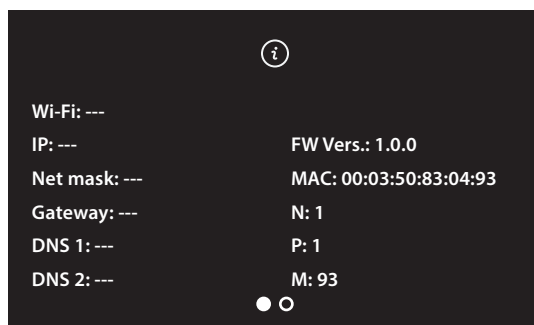 i
Wi-Fi: ---
IP: ---
Net mask: ---
Gateway: ---
DNS 1: ---
DNS 2: ---
FW Vers.: 1.0.0
MAC: 00:03:50:83:04:93
N: 1
P: 1
M: 93